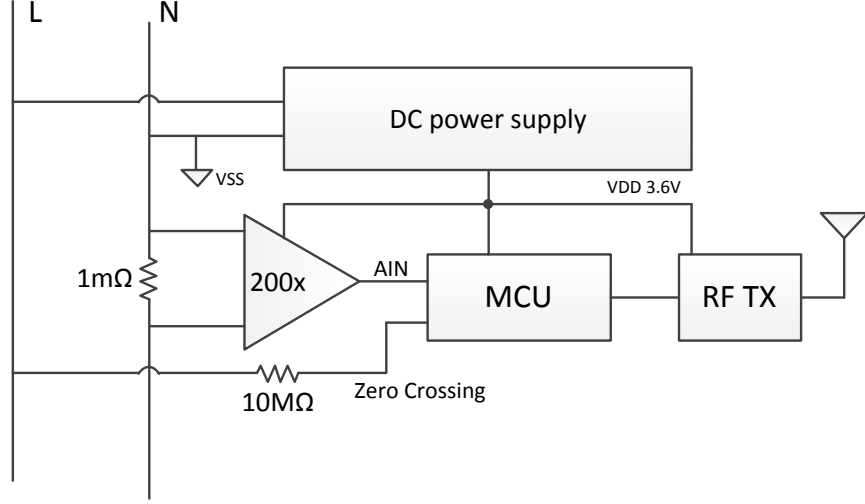 L
N
DC power supply
VSS
VDD 3.6V
1mΩ
200x
AIN
MCU
RF TX
10MΩ
Zero Crossing